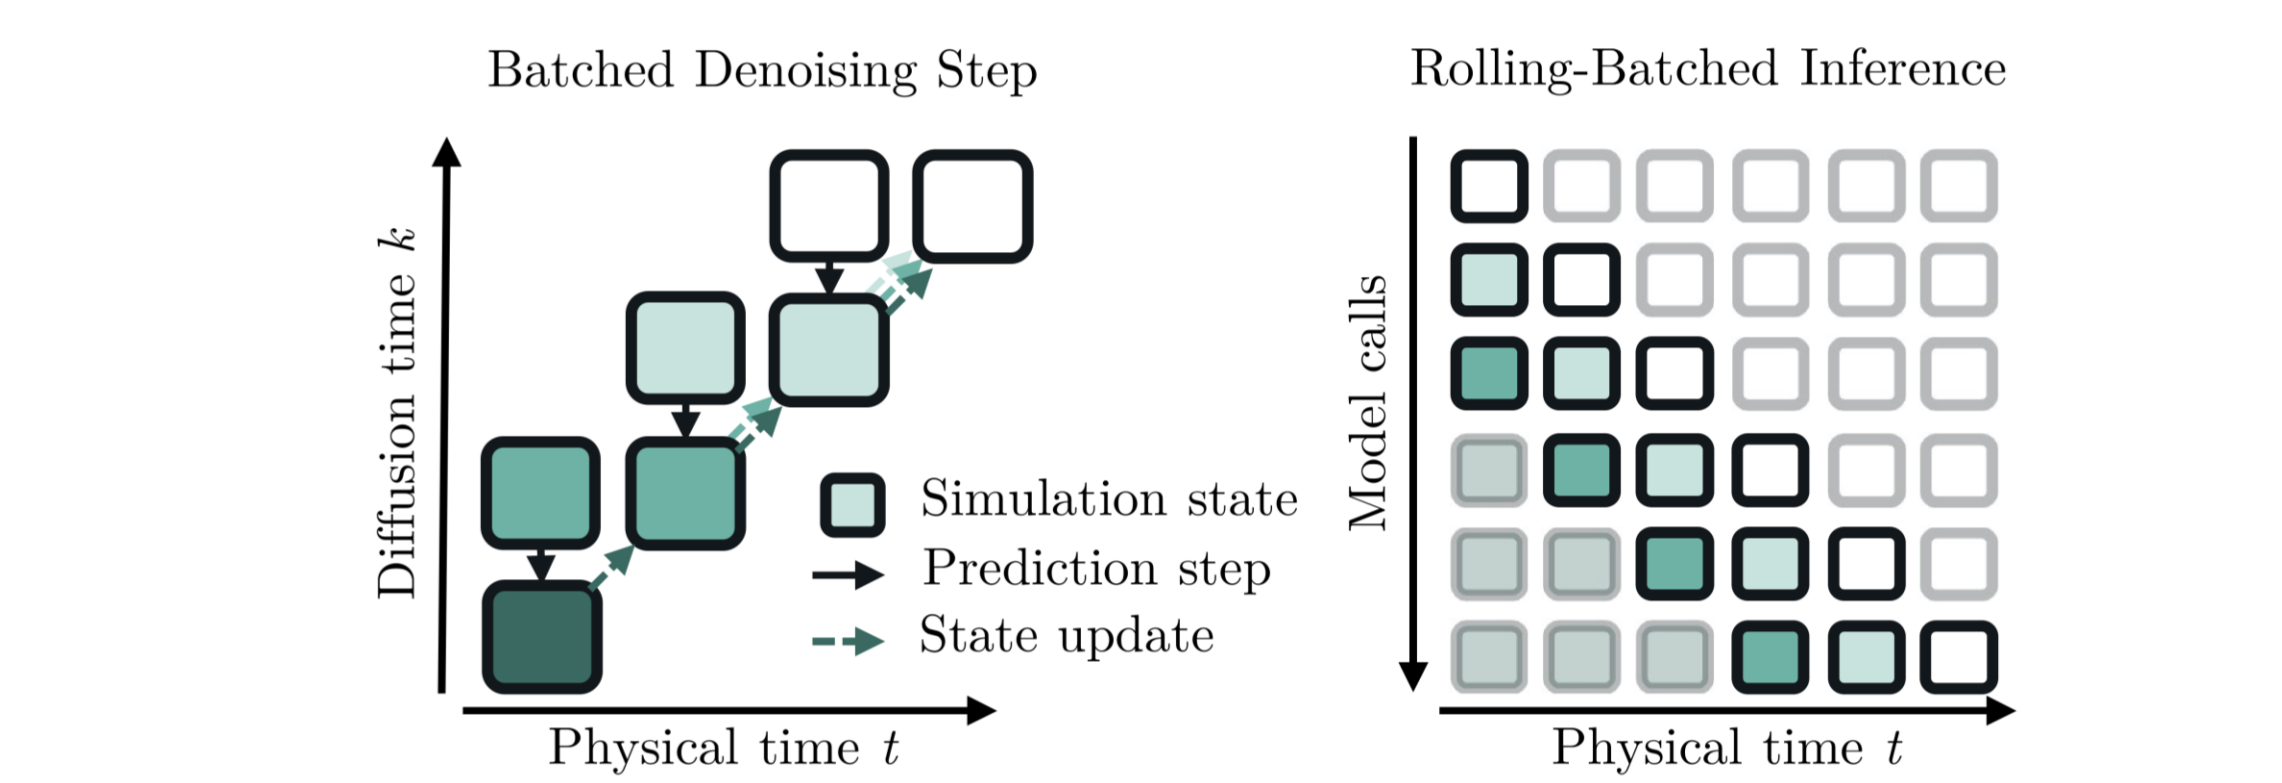 Batched Denoising Step
Diffusion time k
Simulation state
Prediction step
State update
Physical time t
Rolling-Batched Inference
Model calls
Physical time t